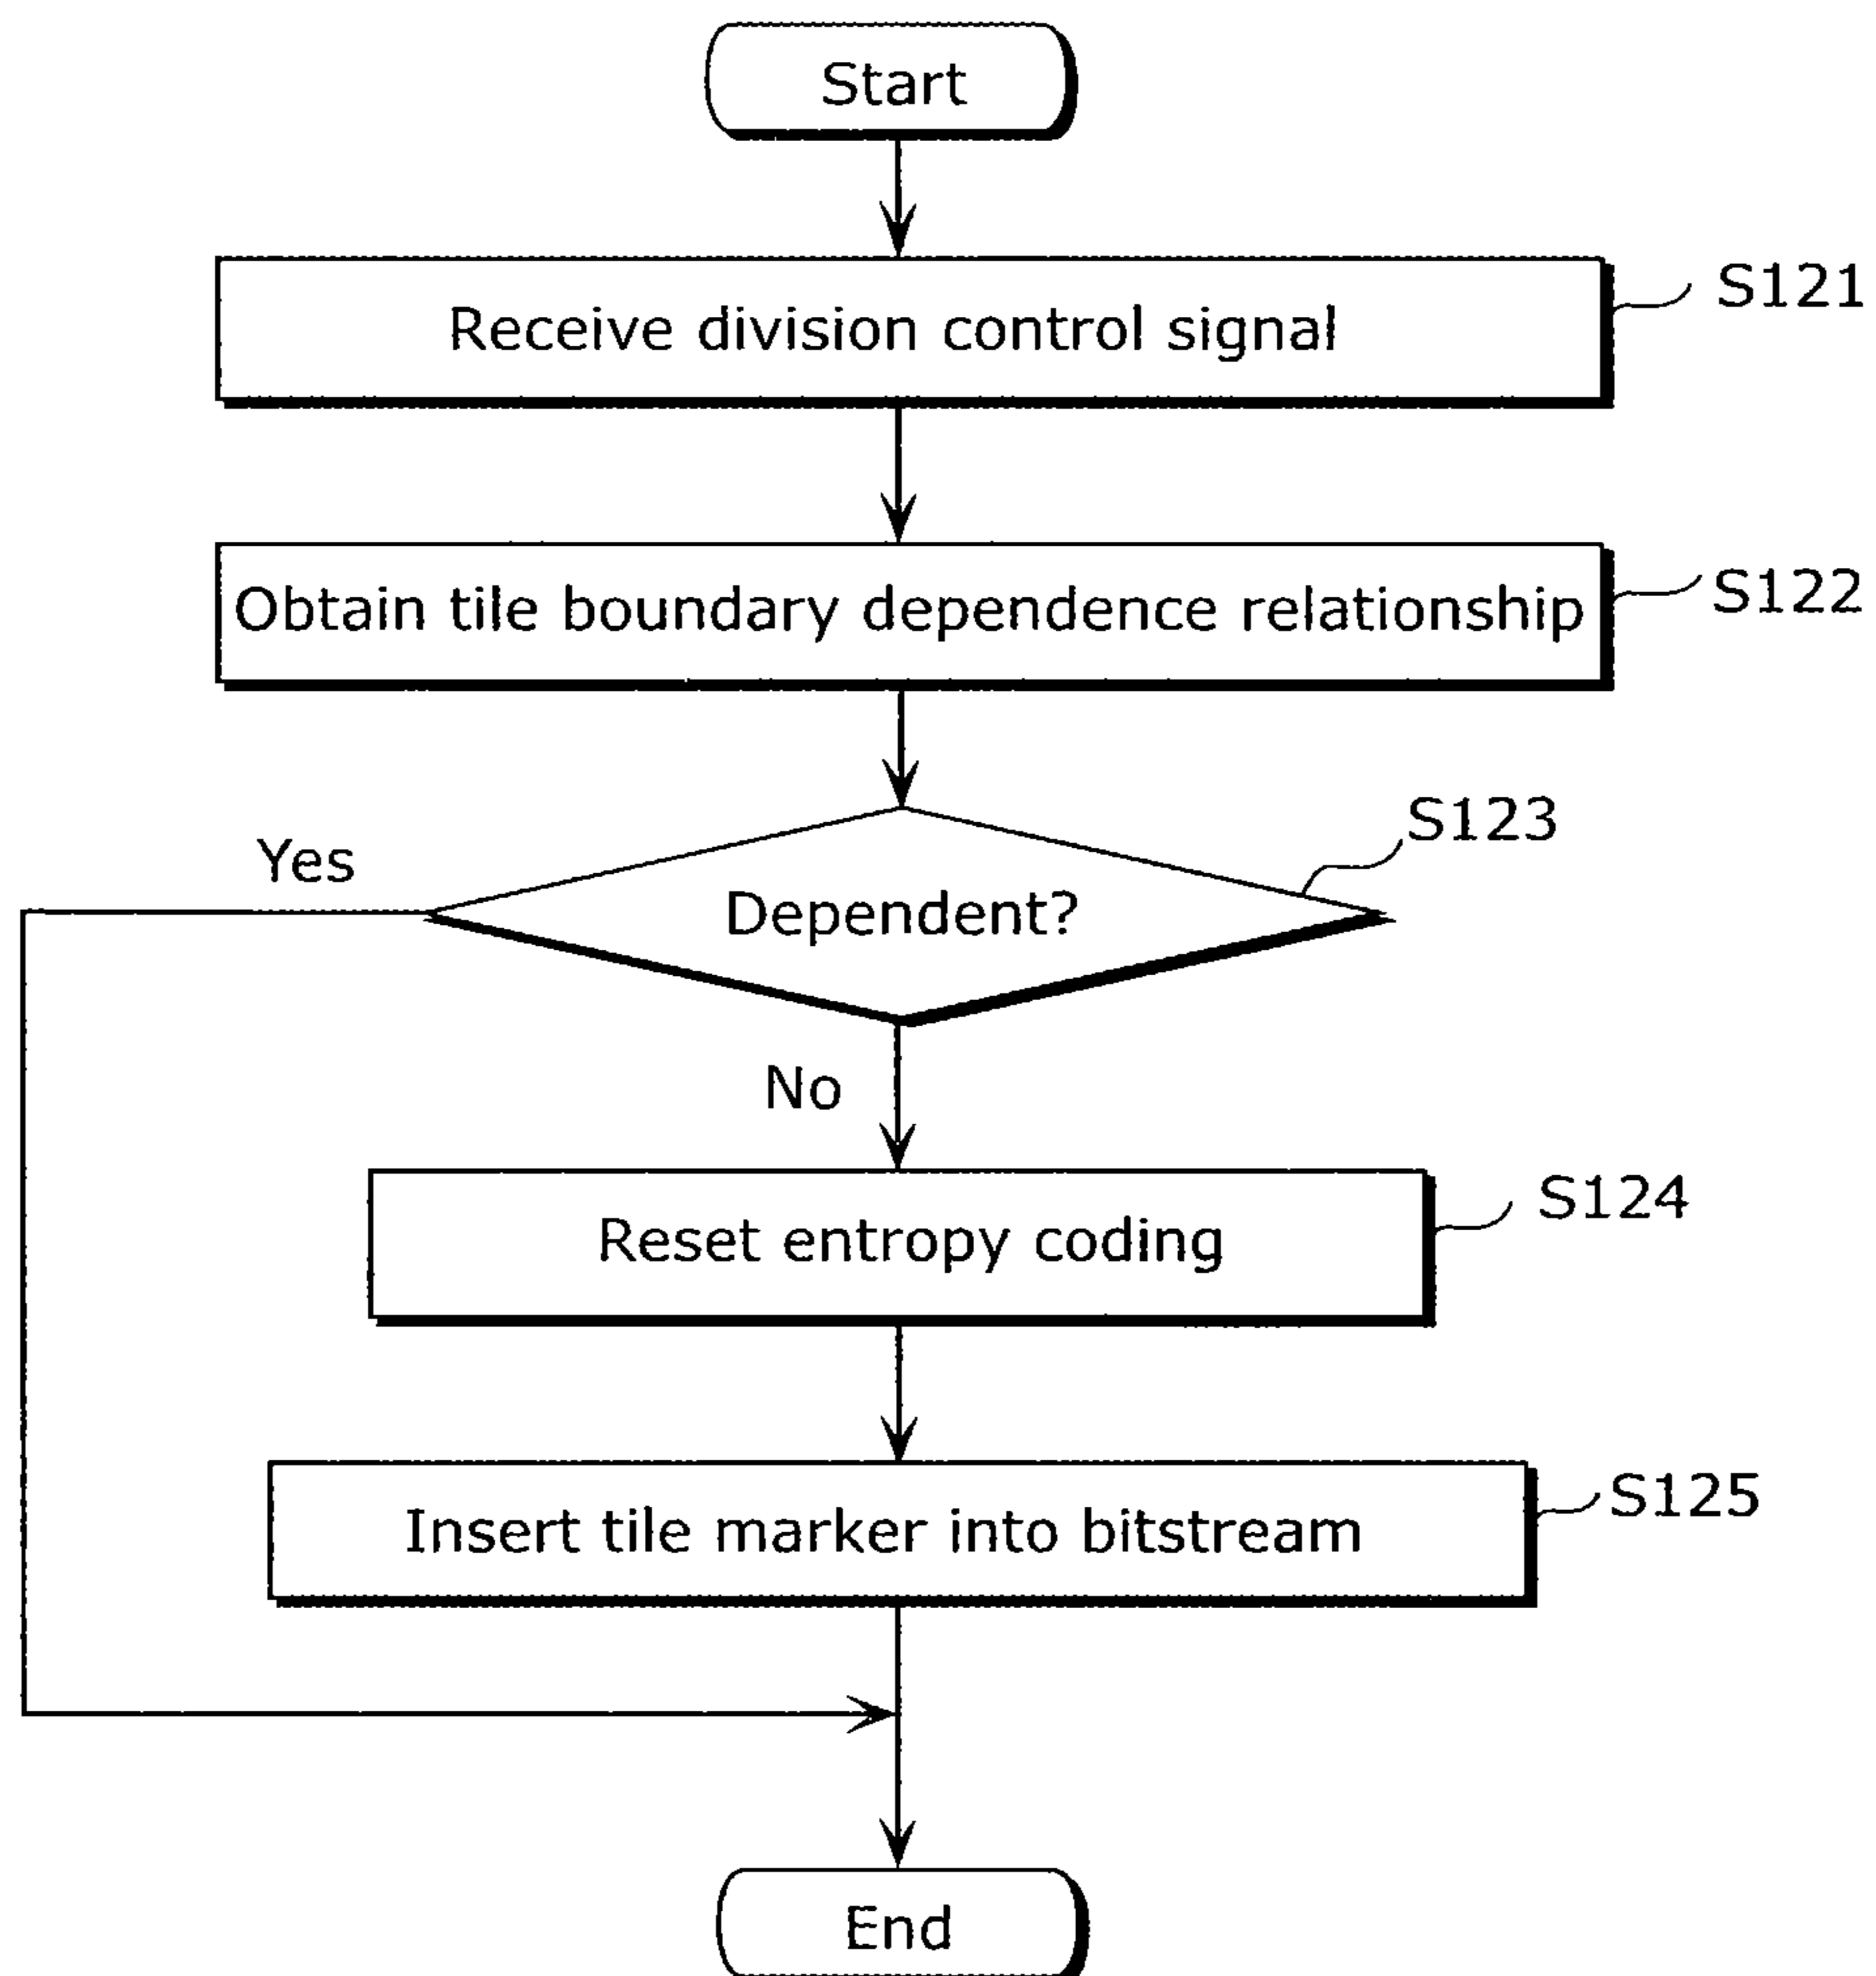 Start
Receive division control signal
S121
Obtain tile boundary dependence relationship
S122
S123
Yes
Dependent?
No
Reset entropy coding
S124
Insert tile marker into bitstream
S125
End